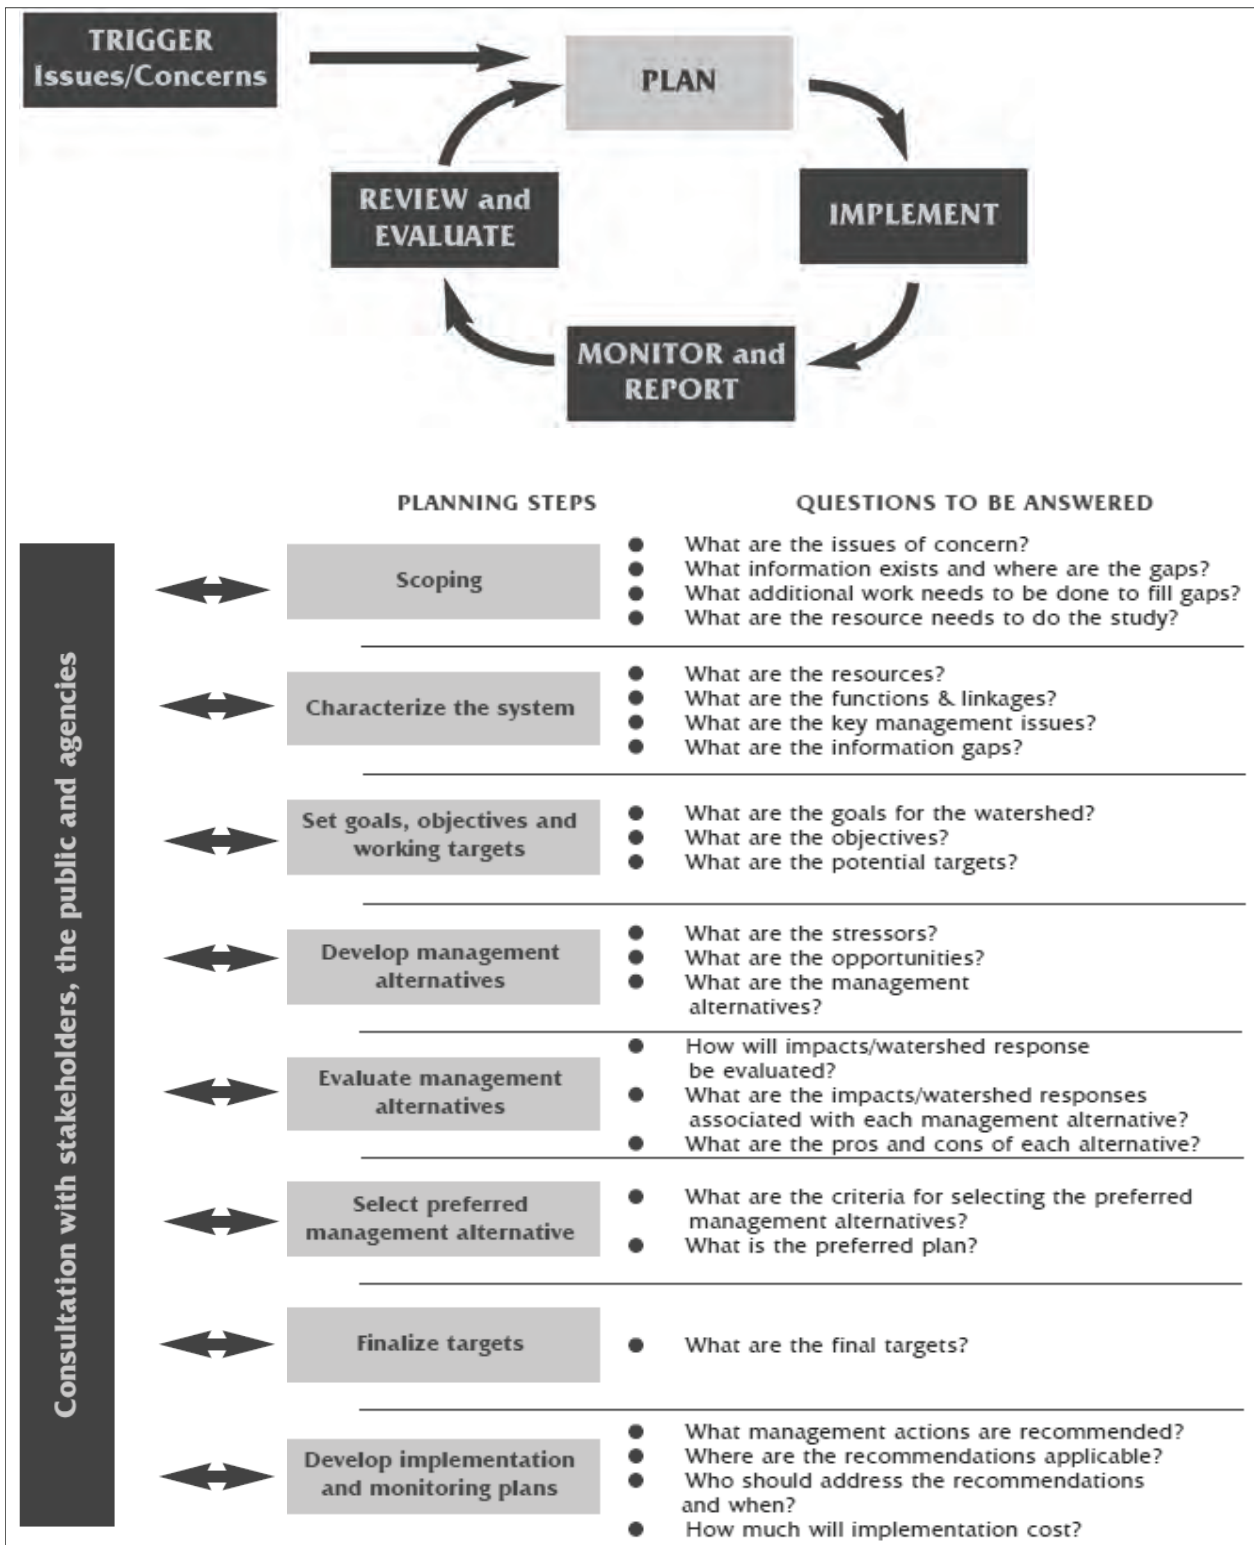 TRIGGER
Issues/Concerns
PLAN
REVIEW and
EVALUATE
IMPLEMENT
MONITOR and
REPORT
PLANNING STEPS
QUESTIONS TO BE ANSWERED
Consultation with stakeholders, the public and agencies
Scoping
● What are the issues of concern?
● What information exists and where are the gaps?
● What additional work needs to be done to fill gaps?
● What are the resource needs to do the study?
Characterize the system
● What are the resources?
● What are the functions & linkages?
● What are the key management issues?
● What are the information gaps?
Set goals, objectives and
working targets
● What are the goals for the watershed?
● What are the objectives?
● What are the potential targets?
Develop management
alternatives
● What are the stressors?
● What are the opportunities?
● What are the management
alternatives?
Evaluate management
alternatives
● How will impacts/watershed response
be evaluated?
● What are the impacts/watershed responses
associated with each management alternative?
● What are the pros and cons of each alternative?
Select preferred
management alternative
● What are the criteria for selecting the preferred
management alternatives?
● What is the preferred plan?
Finalize targets
● What are the final targets?
Develop implementation
and monitoring plans
● What management actions are recommended?
● Where are the recommendations applicable?
● Who should address the recommendations
and when?
● How much will implementation cost?